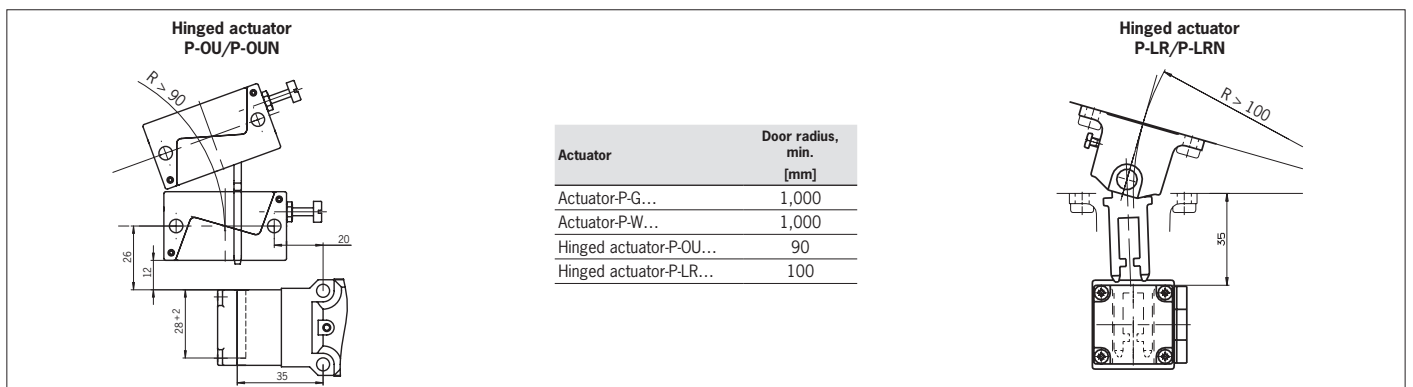 Hinged actuator
P-OU/P-OUN
R > 90
20
26
12
28+2
35
Actuator
Door radius,
min.
[mm]
Actuator-P-G… 1,000
Actuator-P-W… 1,000
Hinged actuator-P-OU… 90
Hinged actuator-P-LR… 100
Hinged actuator
P-LR/P-LRN
R > 100
35